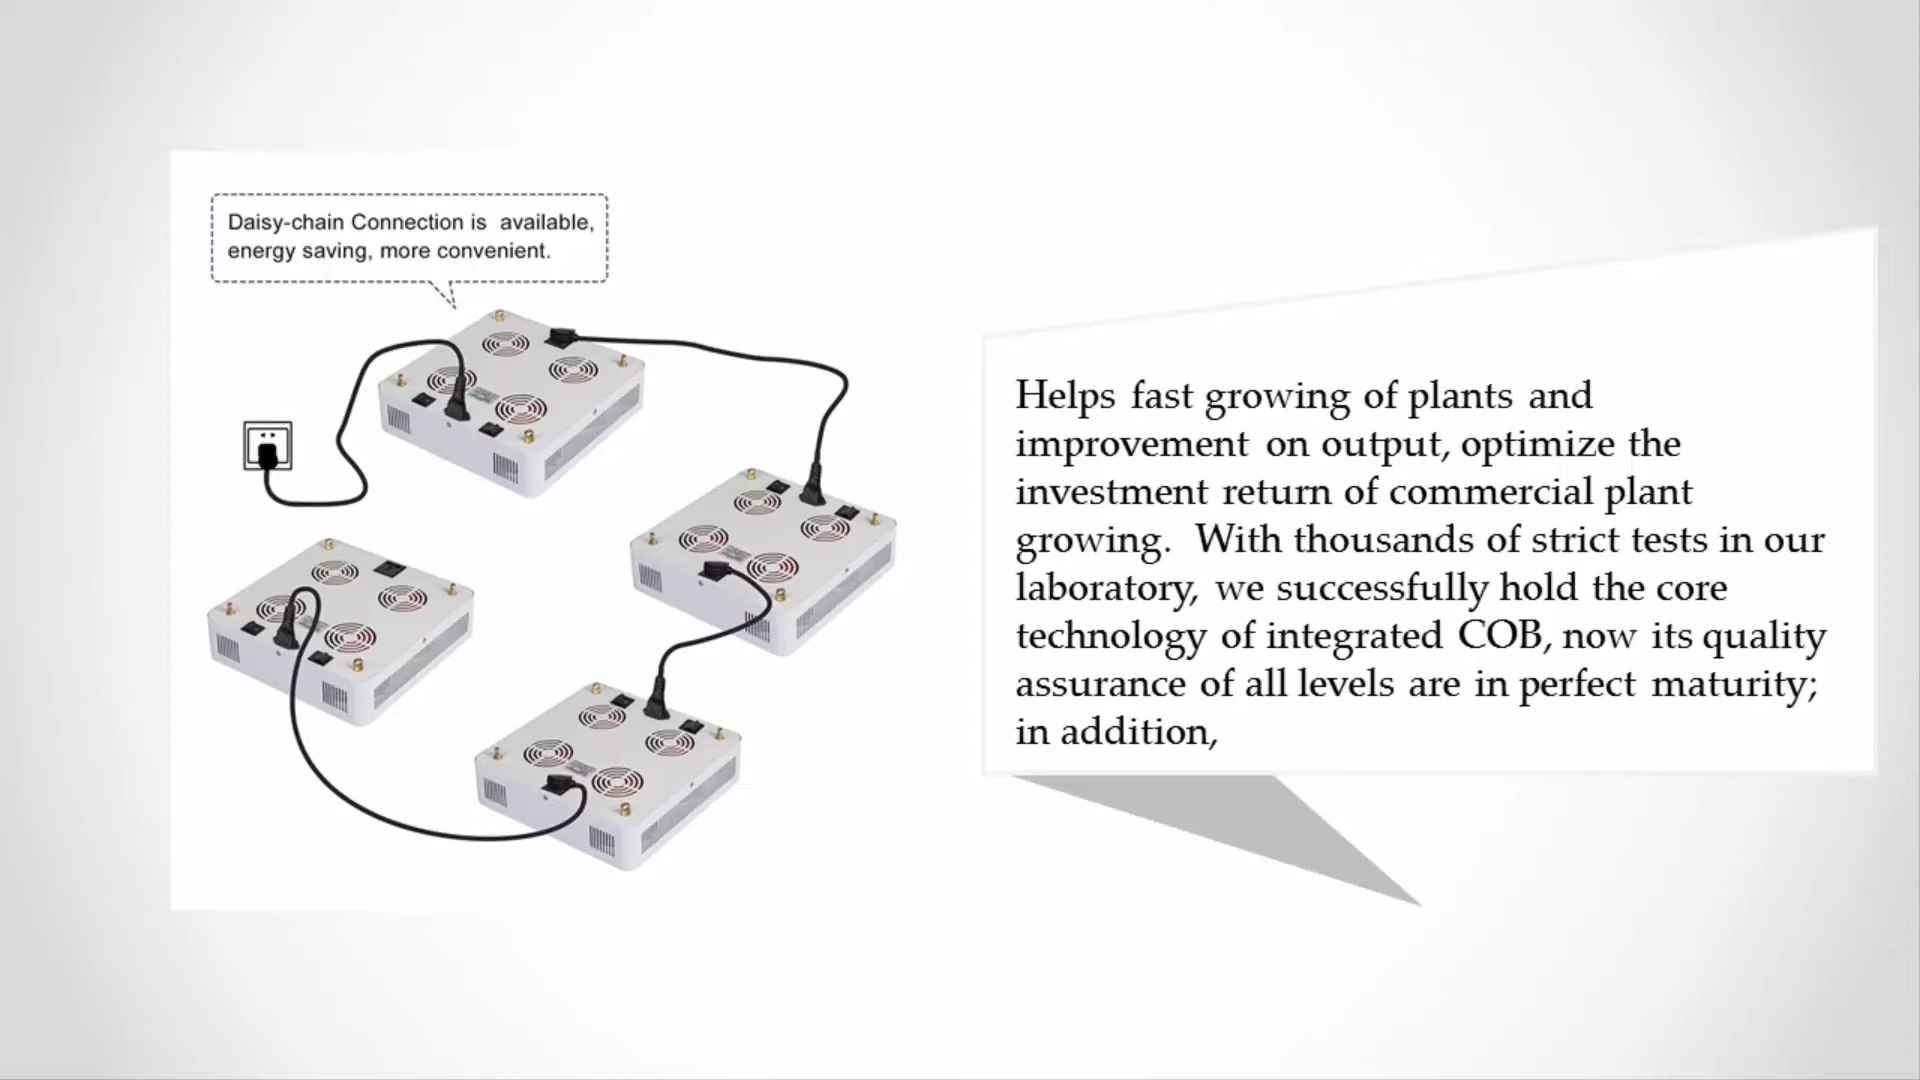 Daisy-chain Connection is available,
energy saving, more convenient.
Helps fast growing of plants and
improvement on output, optimize the
investment return of commercial plant
growing. With thousands of strict tests in our
laboratory, we successfully hold the core
technology of integrated COB, now its quality
assurance of all levels are in perfect maturity;
in addition,